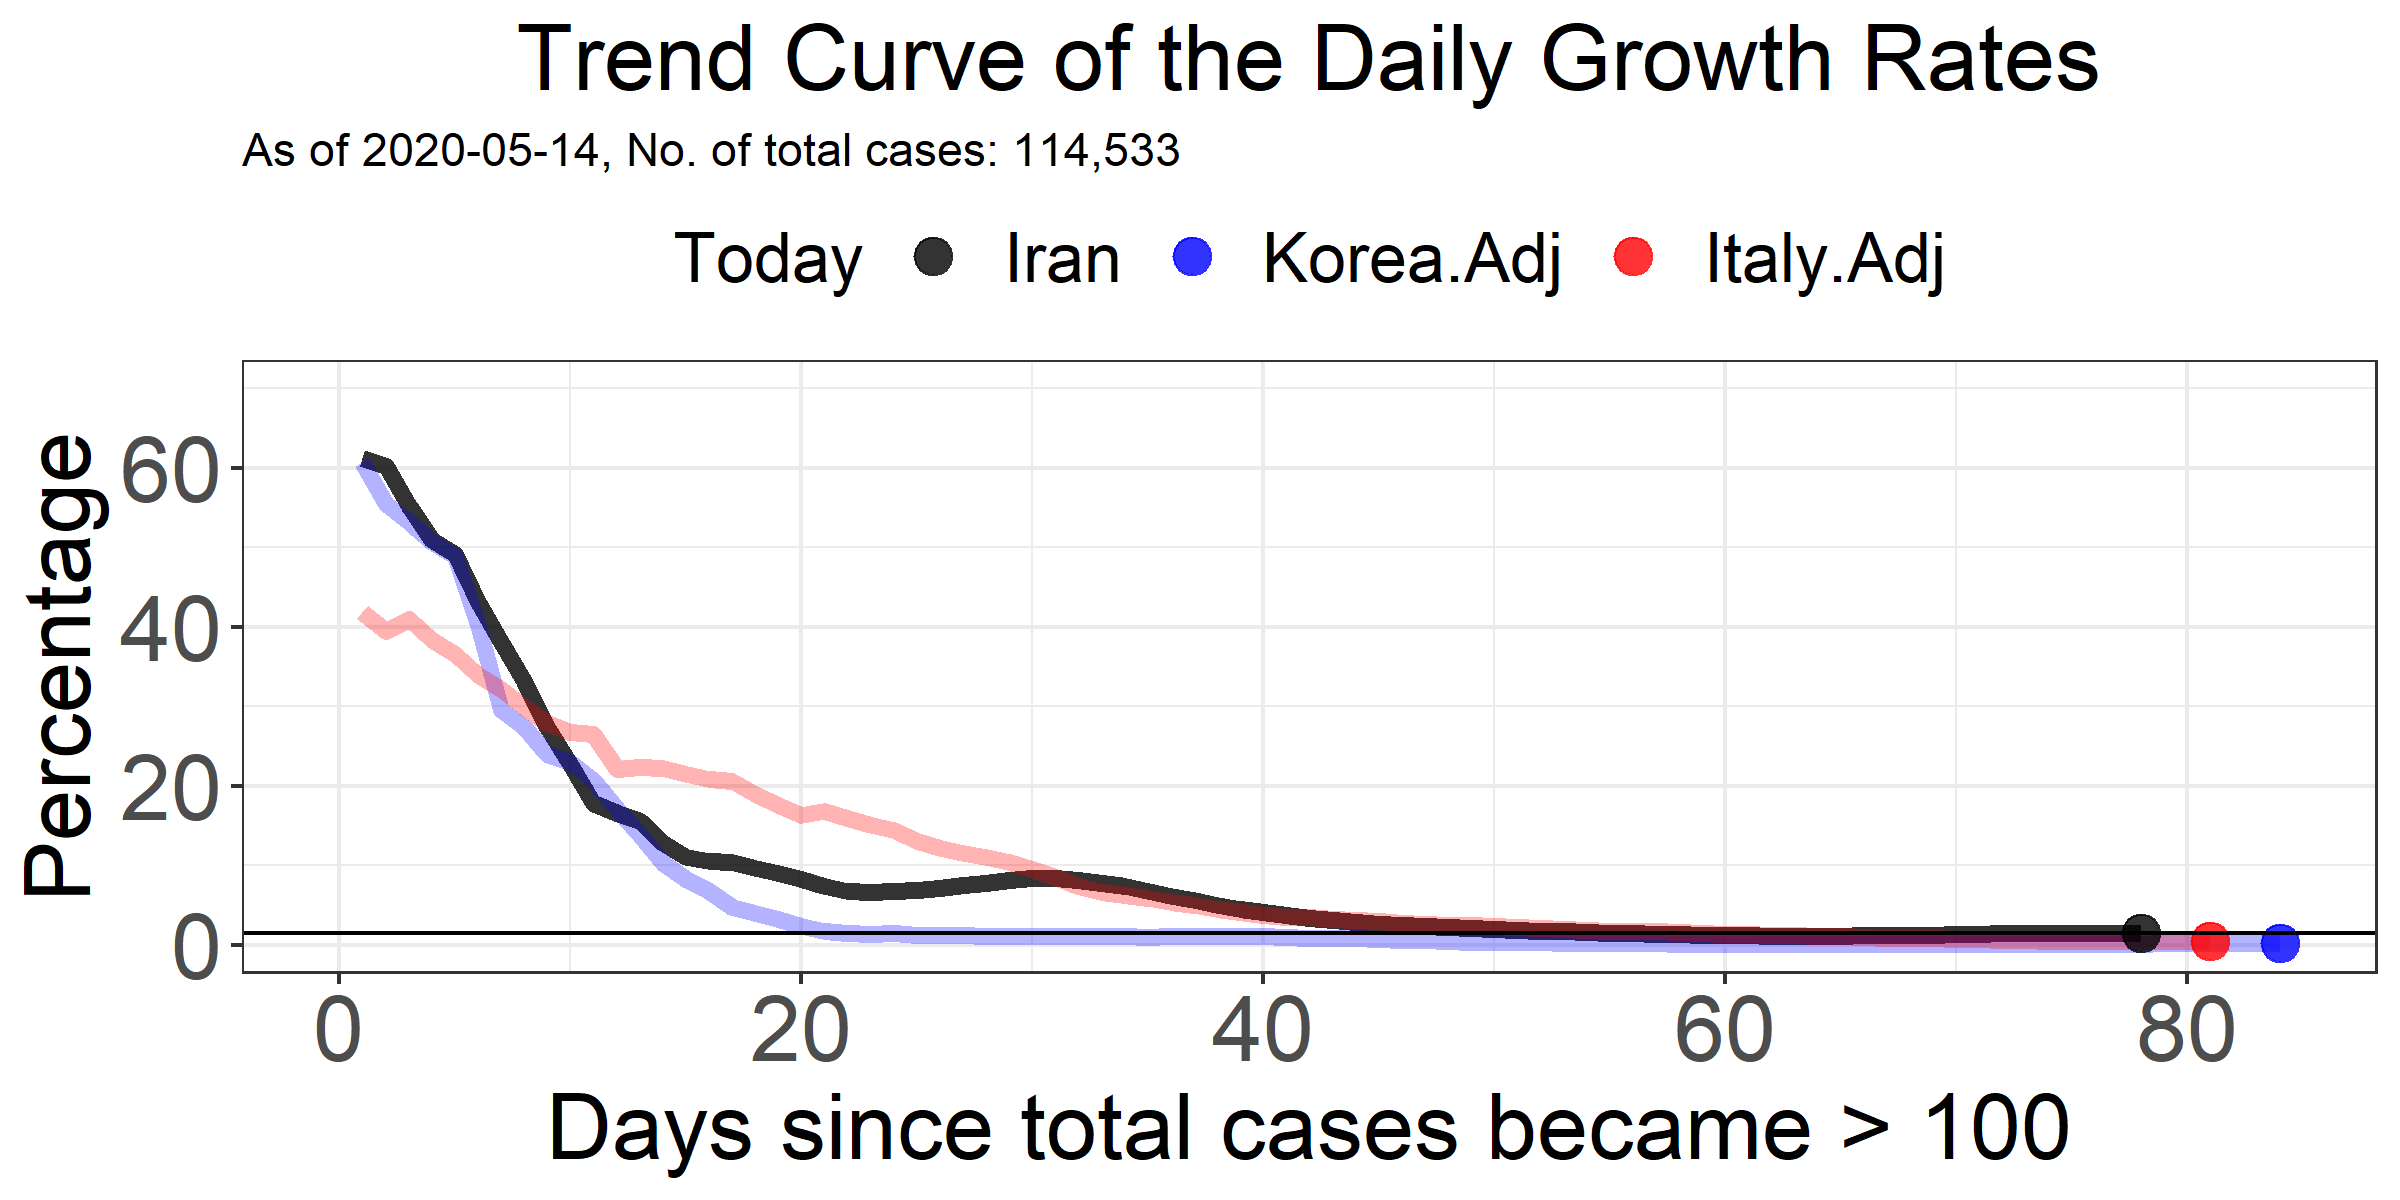 Trend Curve of the Daily Growth Rates
As of 2020-05-14, No. of total cases: 114,533
Today Iran Korea.Adj Italy.Adj
Percentage
60
40
20
0
0 20 40 60 80
Days since total cases became > 100